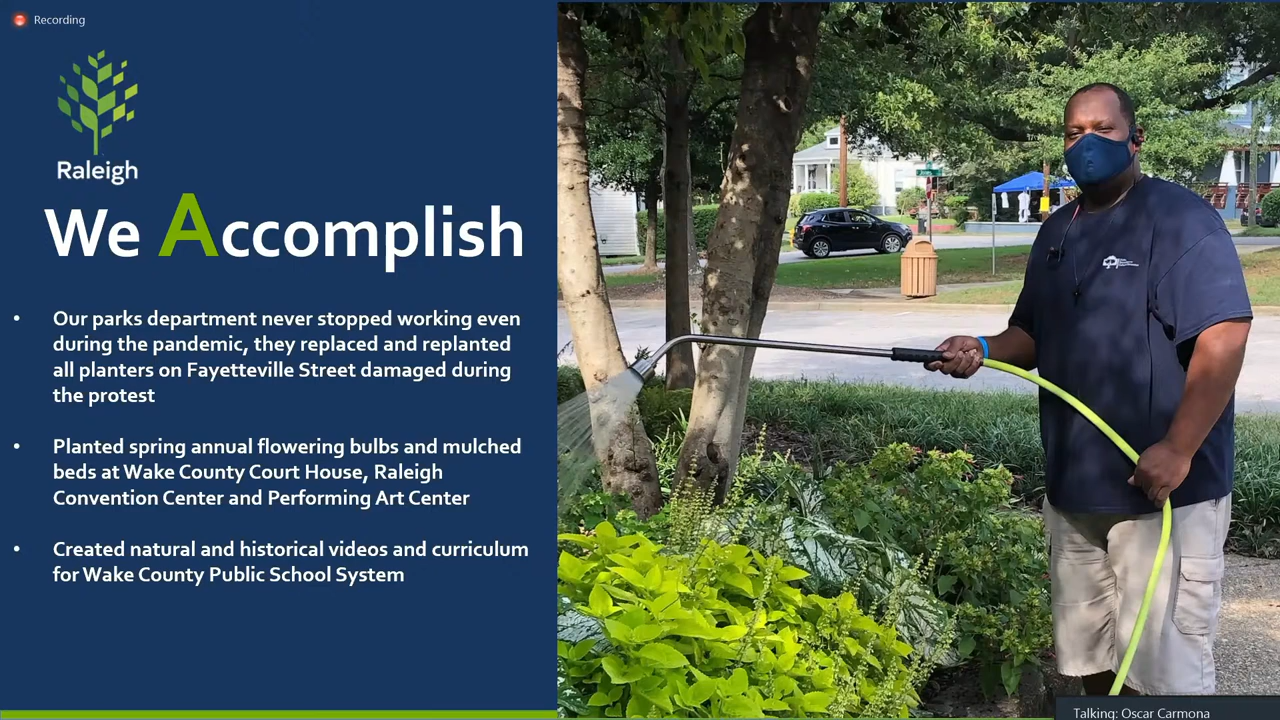 Recording
Raleigh
We Accomplish
• Our parks department never stopped working even
during the pandemic, they replaced and replanted
all planters on Fayetteville Street damaged during
the protest
• Planted spring annual flowering bulbs and mulched
beds at Wake County Court House, Raleigh
Convention Center and Performing Art Center
• Created natural and historical videos and curriculum
for Wake County Public School System
Talking: Oscar Carmona